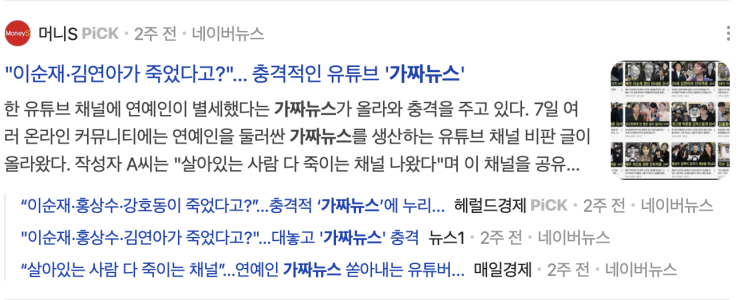 Money S
머니S PiCK · 2주 전 · 네이버뉴스
"이순재·김연아가 죽었다고?"... 충격적인 유튜브 '가짜뉴스'
한 유튜브 채널에 연예인이 별세했다는 가짜뉴스가 올라와 충격을 주고 있다. 7일 여
러 온라인 커뮤니티에는 연예인을 둘러싼 가짜뉴스를 생산하는 유튜브 채널 비판 글이
올라왔다. 작성자 A씨는 "살아있는 사람 다 죽이는 채널 나왔다"며 이 채널을 공유...
“이순재·홍상수·강호동이 죽었다고?”...충격적 ‘가짜뉴스’에 누리... 헤럴드경제 PiCK · 2주 전 · 네이버뉴스
"이순재·홍상수·김연아가 죽었다고?"...대놓고 '가짜뉴스' 충격 뉴스1 · 2주 전 · 네이버뉴스
“살아있는 사람 다 죽이는 채널”...연예인 가짜뉴스 쏟아내는 유튜버... 매일경제 · 2주 전 · 네이버뉴스